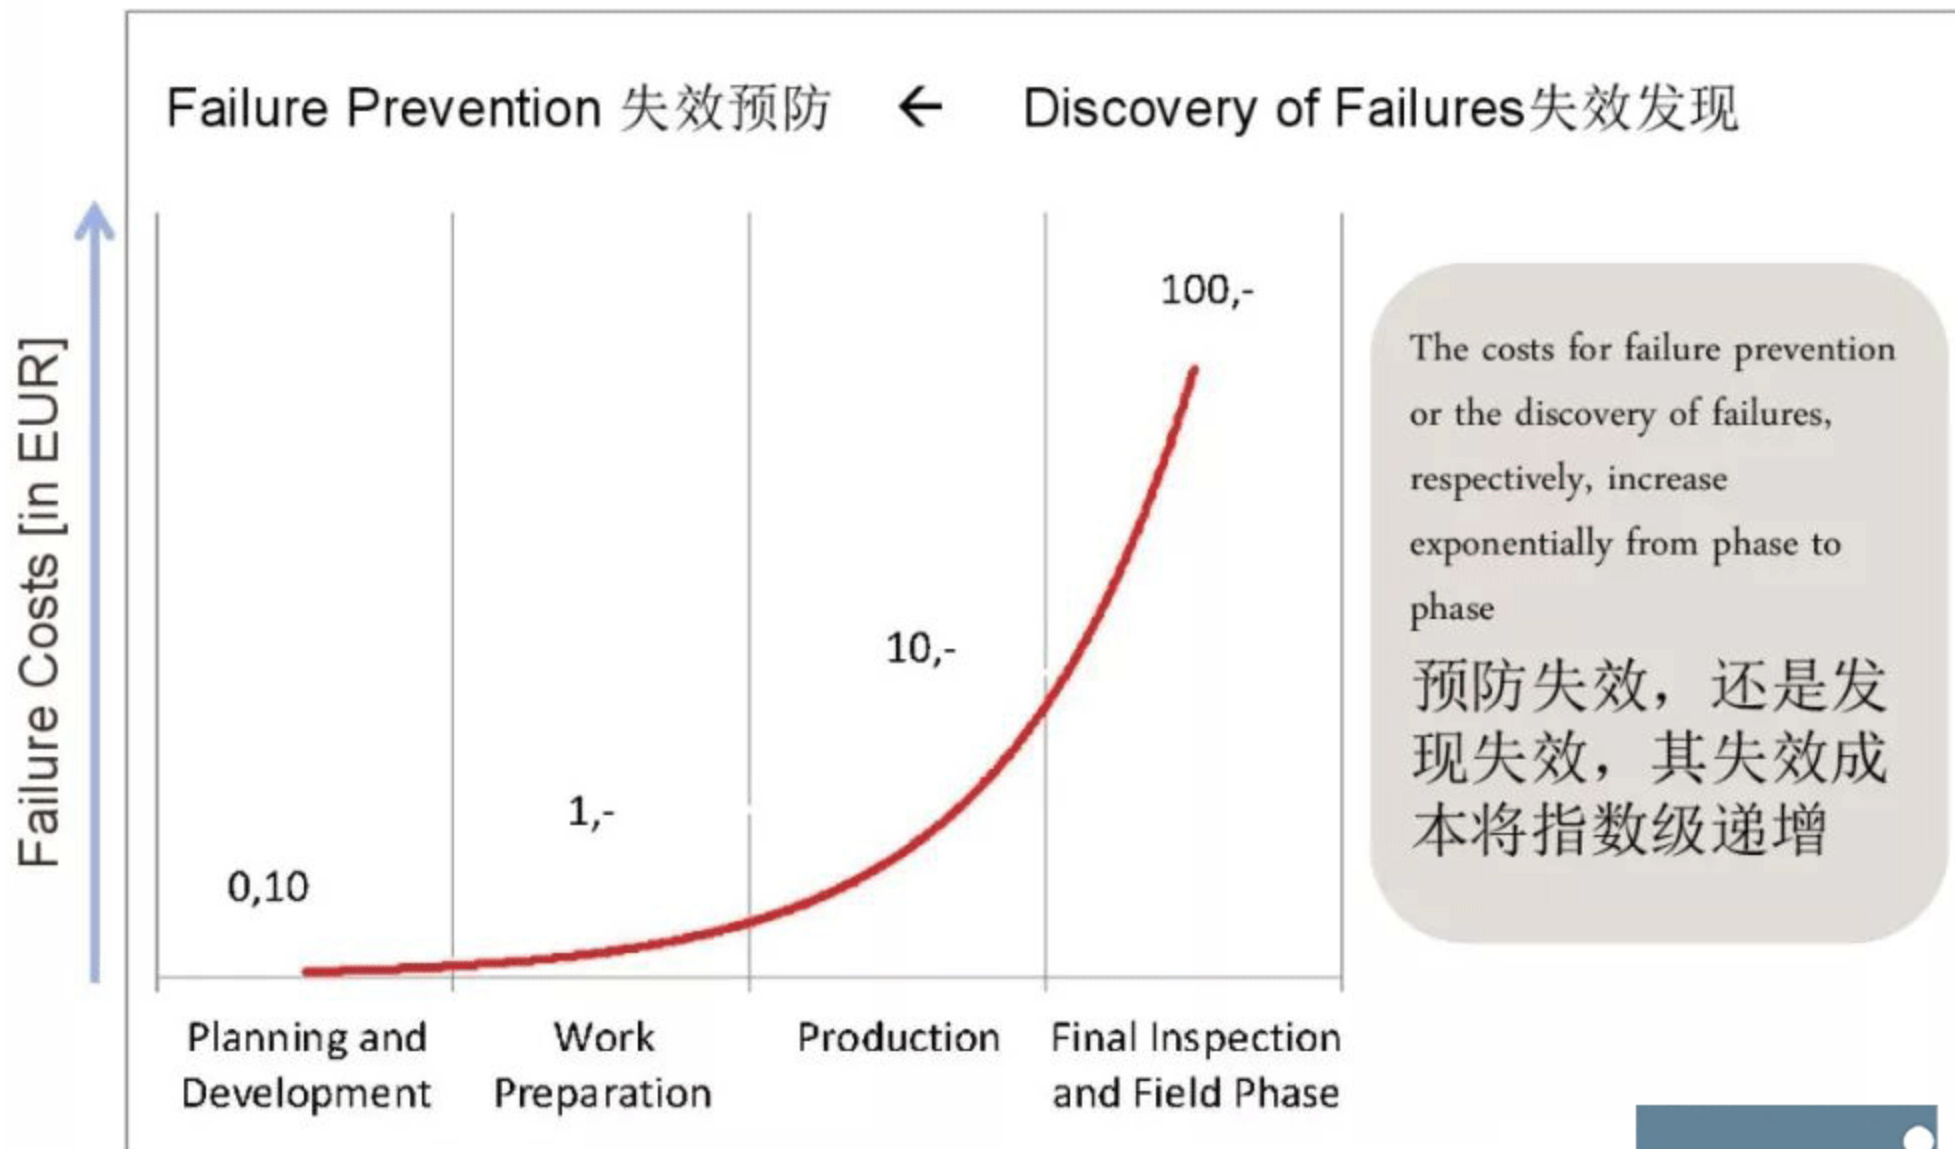 Failure Prevention 失效预防 ← Discovery of Failures失效发现
Failure Costs [in EUR]
100,-
10,-
1,-
0,10
Planning and
Development
Work
Preparation
Production
Final Inspection
and Field Phase
The costs for failure prevention
or the discovery of failures,
respectively, increase
exponentially from phase to
phase
预防失效，还是发
现失效，其失效成
本将指数级递增